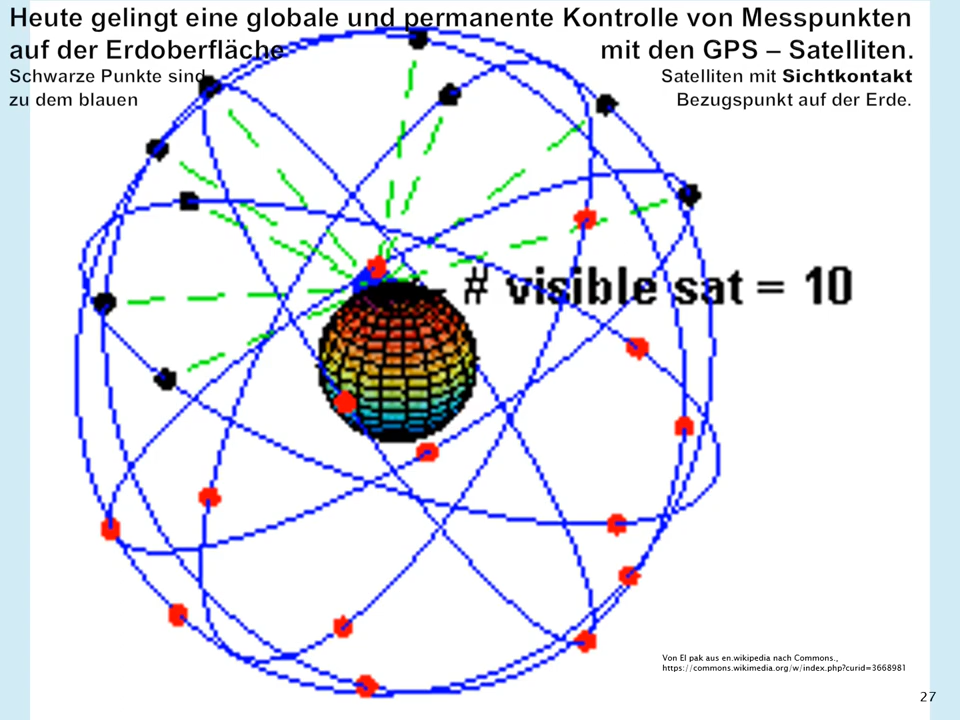 Heute gelingt eine globale und permanente Kontrolle von Messpunkten
auf der Erdoberfläche mit den GPS – Satelliten.
Schwarze Punkte sind Satelliten mit Sichtkontakt
zu dem blauen Bezugspunkt auf der Erde.
# visible sat = 10
Von El pak aus en.wikipedia nach Commons.,
https://commons.wikimedia.org/w/index.php?curid=3668981
27